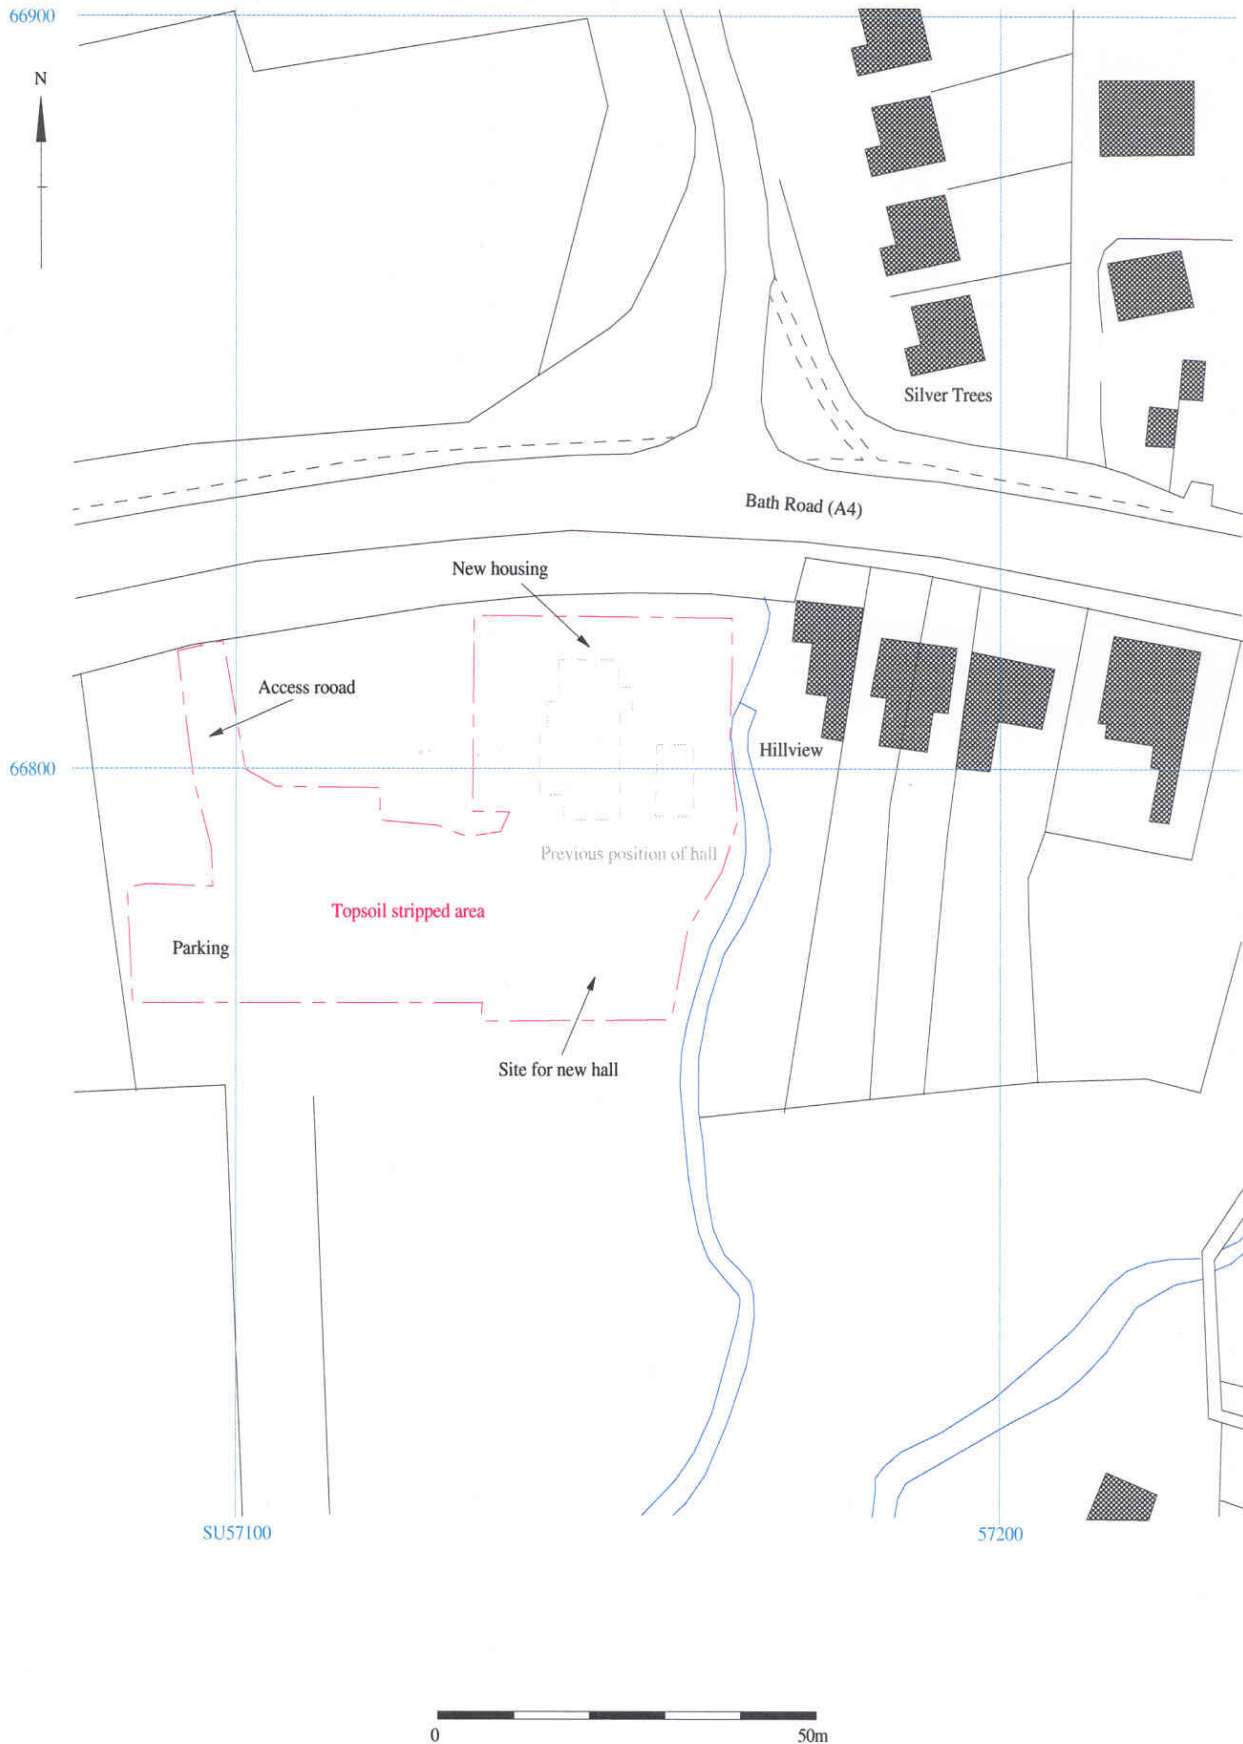 66900
N
Silver Trees
Bath Road (A4)
New housing
Access rooad
Hillview
66800
Previous position of hall
Topsoil stripped area
Parking
Site for new hall
SU57100
57200
0
50m